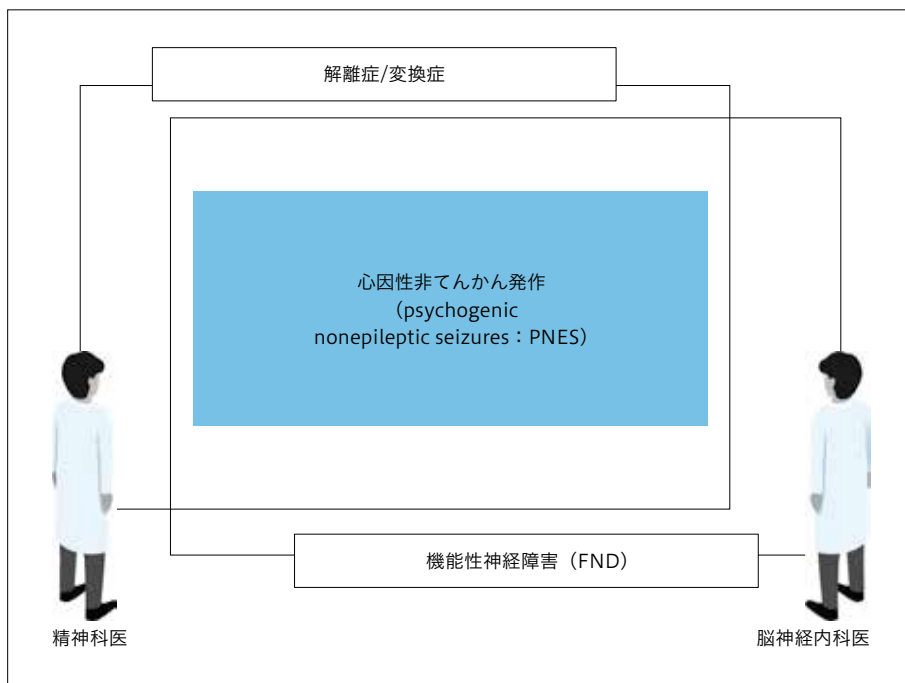 解離症/変換症
心因性非てんかん発作
（psychogenic
nonepileptic seizures：PNES）
機能性神経障害（FND）
精神科医
脳神経内科医